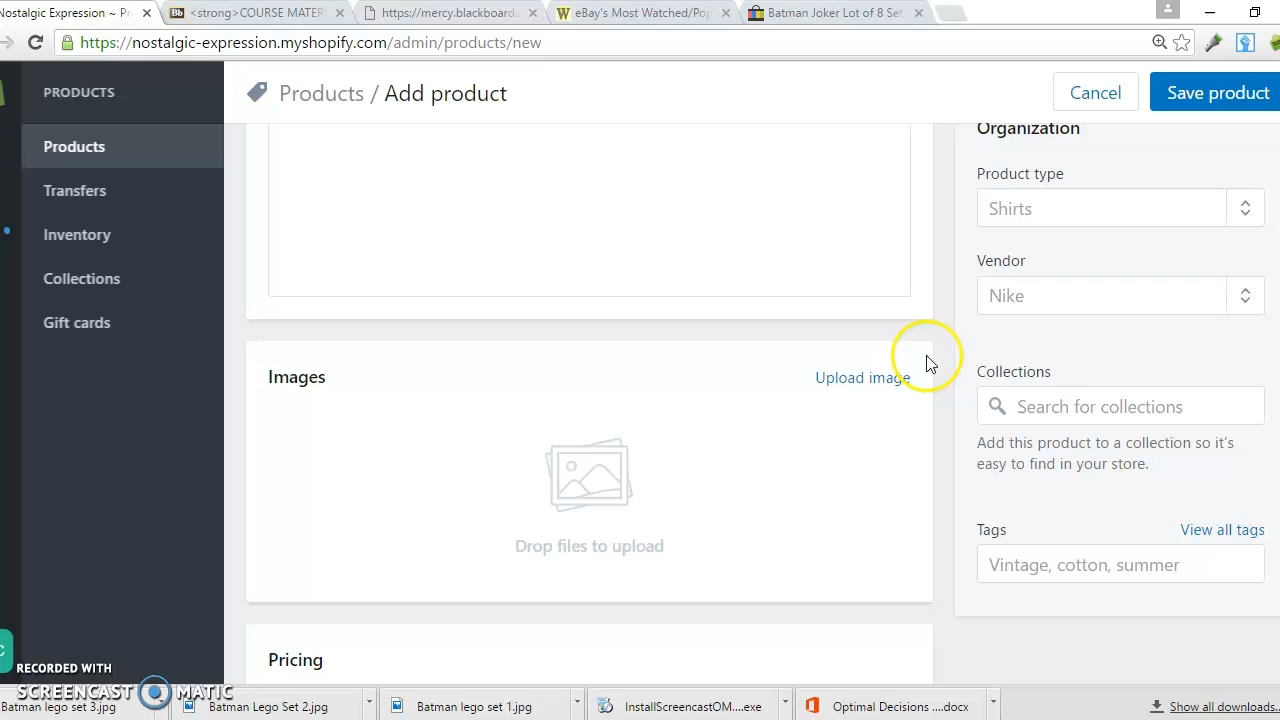 Nostalgic Expression ~ Pr
Bb <strong>COURSE MATERI
https://mercy.blackboard.
W eBay's Most Watched/Pop
Batman Joker Lot of 8 Set
https://nostalgic-expression.myshopify.com/admin/products/new
PRODUCTS
Products
Transfers
Inventory
Collections
Gift cards
Products / Add product
Cancel
Save product
Images
Upload image
Drop files to upload
Pricing
Organization
Product type
Shirts
Vendor
Nike
Collections
Search for collections
Add this product to a collection so it's
easy to find in your store.
Tags
View all tags
Vintage, cotton, summer
C
RECORDED WITH
SCREENCAST MATIC
Batman lego set 3.jpg
Batman Lego Set 2.jpg
Batman lego set 1.jpg
InstallScreencastOM....exe
Optimal Decisions ....docx
Show all downloads...